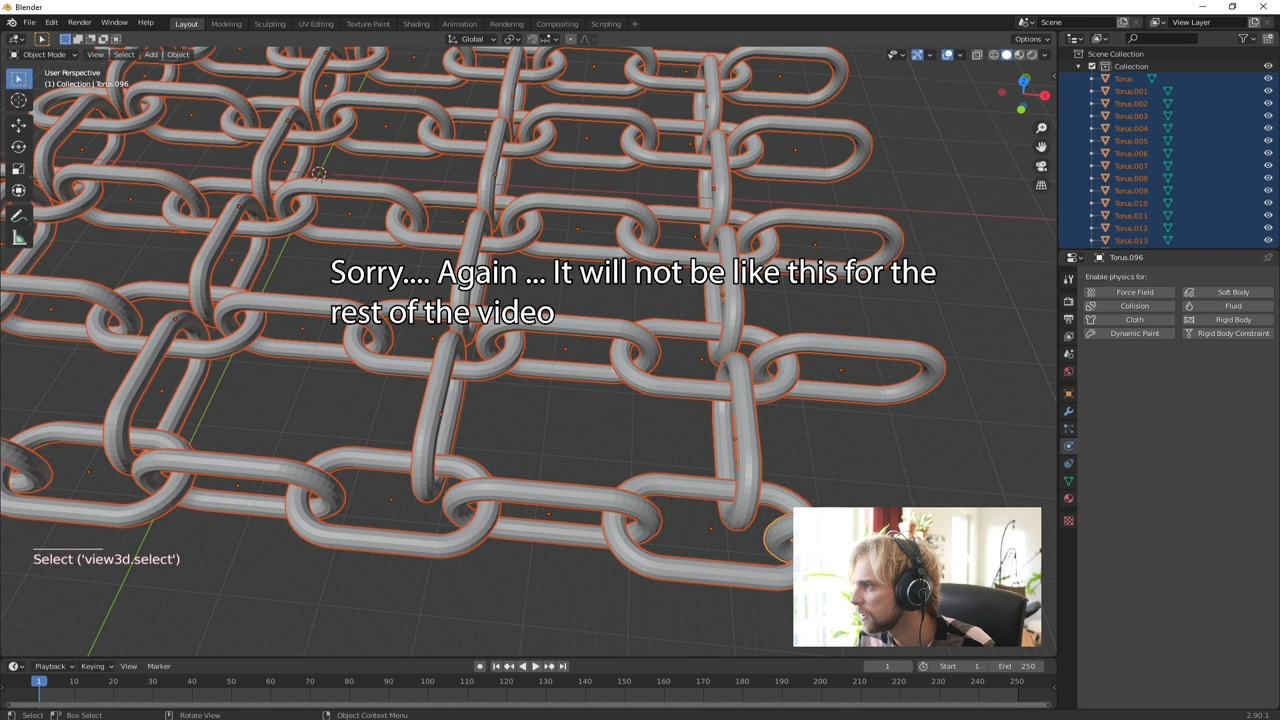 Blender
File Edit Render Window Help Layout Modeling Sculpting UV Editing Texture Paint Shading Animation Rendering Compositing Scripting + Scene View Layer
Global Options
Object Mode View Select Add Object
User Perspective
(1) Collection | Torus.096
Scene Collection
Collection
Torus
Torus.001
Torus.002
Torus.003
Torus.004
Torus.005
Torus.006
Torus.007
Torus.008
Torus.009
Torus.010
Torus.011
Torus.012
Torus.013
Torus.096
Enable physics for:
Force Field Soft Body
Collision Fluid
Cloth Rigid Body
Dynamic Paint Rigid Body Constraint
Sorry.... Again ... It will not be like this for the
rest of the video
Select ('view3d.select')
Playback Keying View Marker 1 Start 1 End 250
1 10 20 30 40 50 60 70 80 90 100 110 120 130 140 150 160 170 180 190 200 210 220 230 240 250
Select Box Select Rotate View Object Context Menu 2.90.1